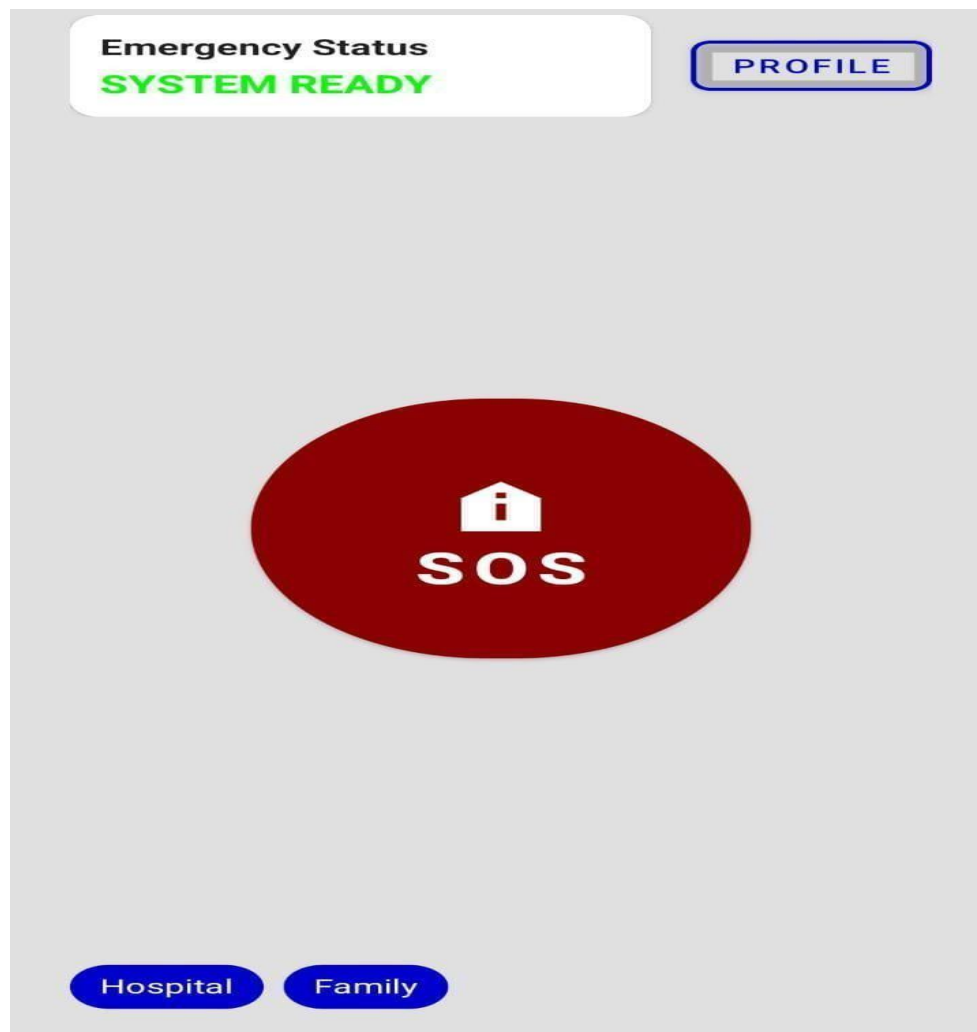 Emergency Status
SYSTEM READY
PROFILE
SOS
Hospital
Family